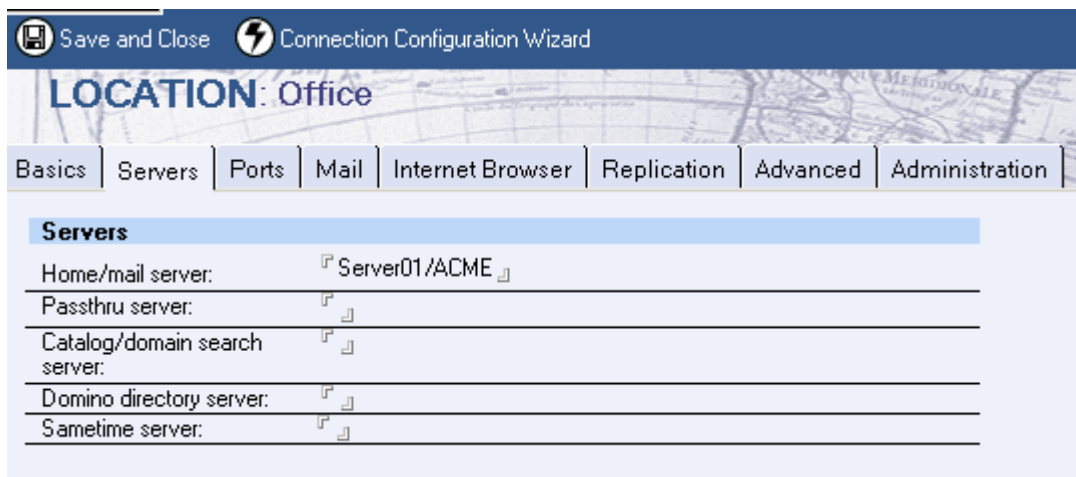 Save and Close Connection Configuration Wizard
LOCATION: Office
MERIDIONALE
Basics Servers Ports Mail Internet Browser Replication Advanced Administration
Servers
Home/mail server: Server01/ACME
Passthru server:
Catalog/domain search
server:
Domino directory server:
Sametime server: